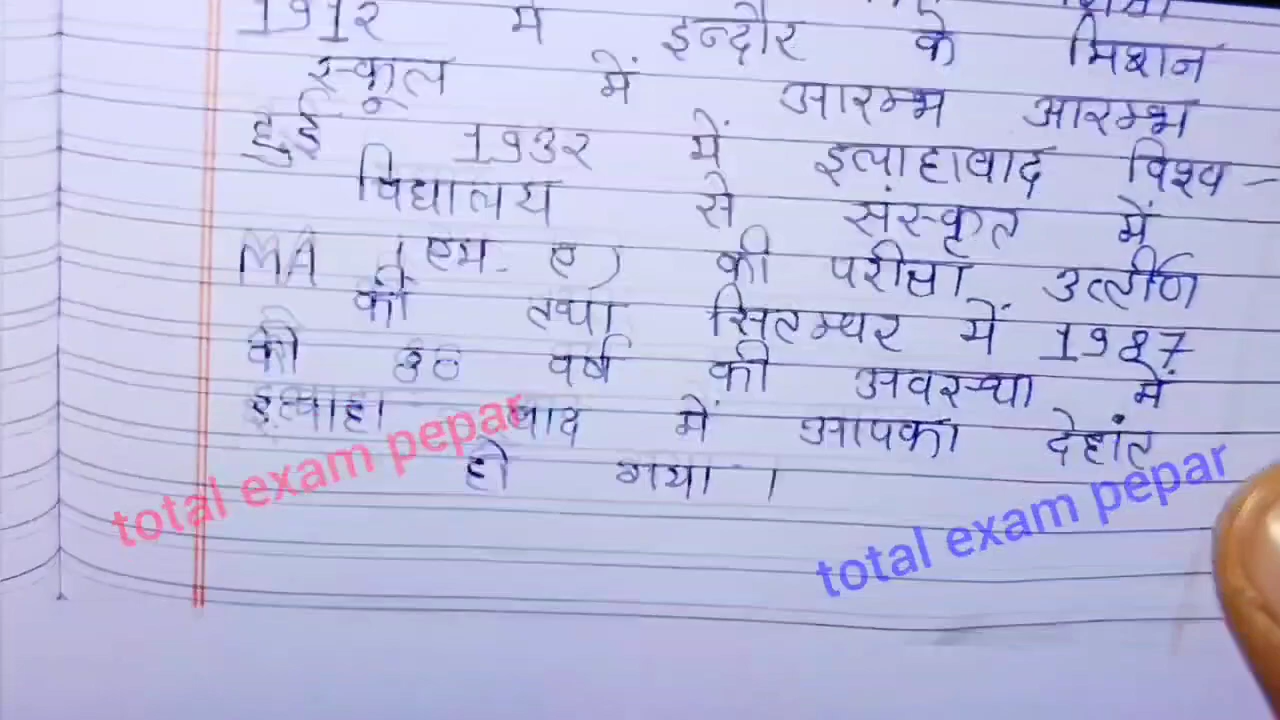 1912 में इन्दौर के मिशन
स्कूल में आरम्भ आरम्भ
हुई 1932 में इलाहाबाद विश्व-
विद्यालय से संस्कृत में
MA (एम. ए) की परीक्षा उत्तीर्ण
की तथा सितम्बर में 1987
को 80 वर्ष की अवस्था में
इलाहा बाद में आपका देहांत
हो गया ।
total exam pepar
total exam pepar